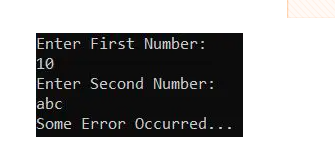 Enter First Number:
10
Enter Second Number:
abc
Some Error Occurred...